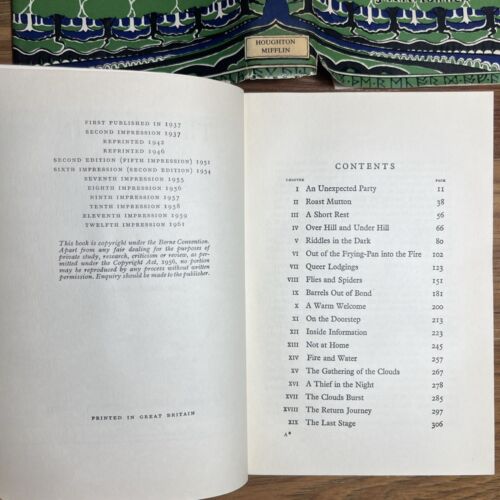 HOUGHTON
MIFFLIN
FIRST PUBLISHED IN 1937
SECOND IMPRESSION 1937
REPRINTED 1942
REPRINTED 1946
SECOND EDITION (FIFTH IMPRESSION) 1951
SIXTH IMPRESSION (SECOND EDITION) 1954
SEVENTH IMPRESSION 1955
EIGHTH IMPRESSION 1956
NINTH IMPRESSION 1957
TENTH IMPRESSION 1958
ELEVENTH IMPRESSION 1959
TWELFTH IMPRESSION 1961
This book is copyright under the Berne Convention.
Apart from any fair dealing for the purposes of
private study, research, criticism or review, as per-
mitted under the Copyright Act, 1956, no portion
may be reproduced by any process without written
permission. Enquiry should be made to the publisher.
PRINTED IN GREAT BRITAIN
CONTENTS
CHAPTER PAGE
I An Unexpected Party 11
II Roast Mutton 38
III A Short Rest 56
IV Over Hill and Under Hill 66
V Riddles in the Dark 80
VI Out of the Frying-Pan into the Fire 102
VII Queer Lodgings 123
VIII Flies and Spiders 151
IX Barrels Out of Bond 181
X A Warm Welcome 200
XI On the Doorstep 213
XII Inside Information 223
XIII Not at Home 245
XIV Fire and Water 257
XV The Gathering of the Clouds 267
XVI A Thief in the Night 278
XVII The Clouds Burst 285
XVIII The Return Journey 297
XIX The Last Stage 306
A*